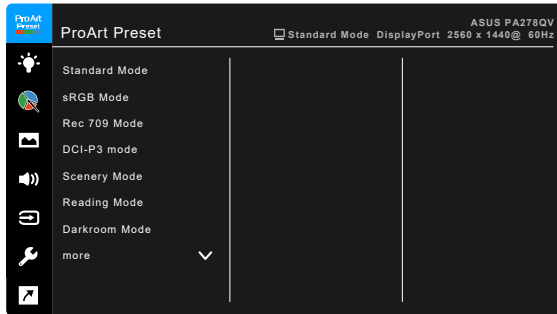 ProArt
Preset
ProArt Preset
ASUS PA278QV
Standard Mode DisplayPort 2560 x 1440@ 60Hz
Standard Mode
sRGB Mode
Rec 709 Mode
DCI-P3 mode
Scenery Mode
Reading Mode
Darkroom Mode
more